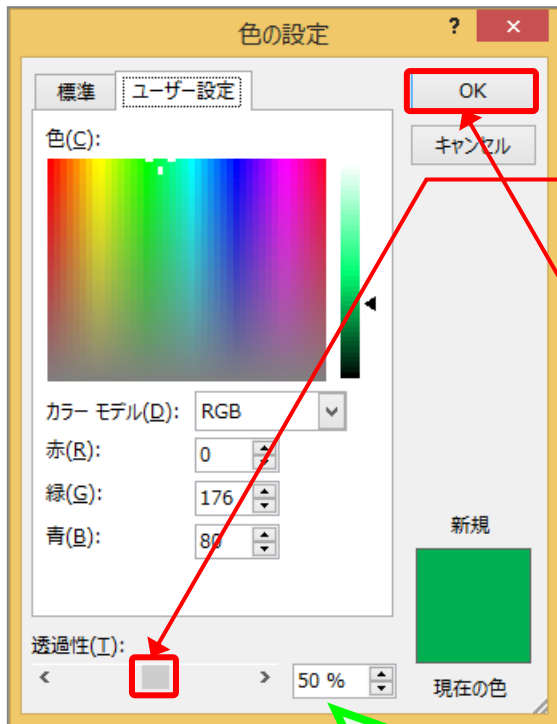 色の設定
?
×
標準
ユーザー設定
OK
キャンセル
色(C):
カラー モデル(D): RGB
赤(R): 0
緑(G): 176
青(B): 80
新規
現在の色
透過性(T):
50 %